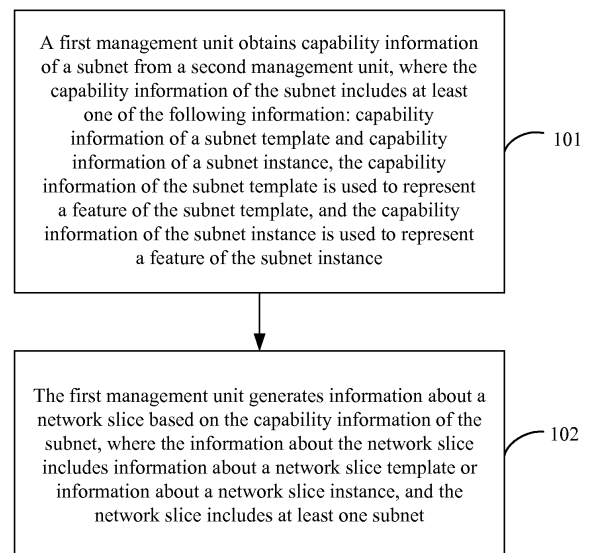 A first management unit obtains capability information
of a subnet from a second management unit, where the
capability information of the subnet includes at least
one of the following information: capability
information of a subnet template and capability
information of a subnet instance, the capability
information of the subnet template is used to represent
a feature of the subnet template, and the capability
information of the subnet instance is used to represent
a feature of the subnet instance
101
The first management unit generates information about a
network slice based on the capability information of the
subnet, where the information about the network slice
includes information about a network slice template or
information about a network slice instance, and the
network slice includes at least one subnet
102